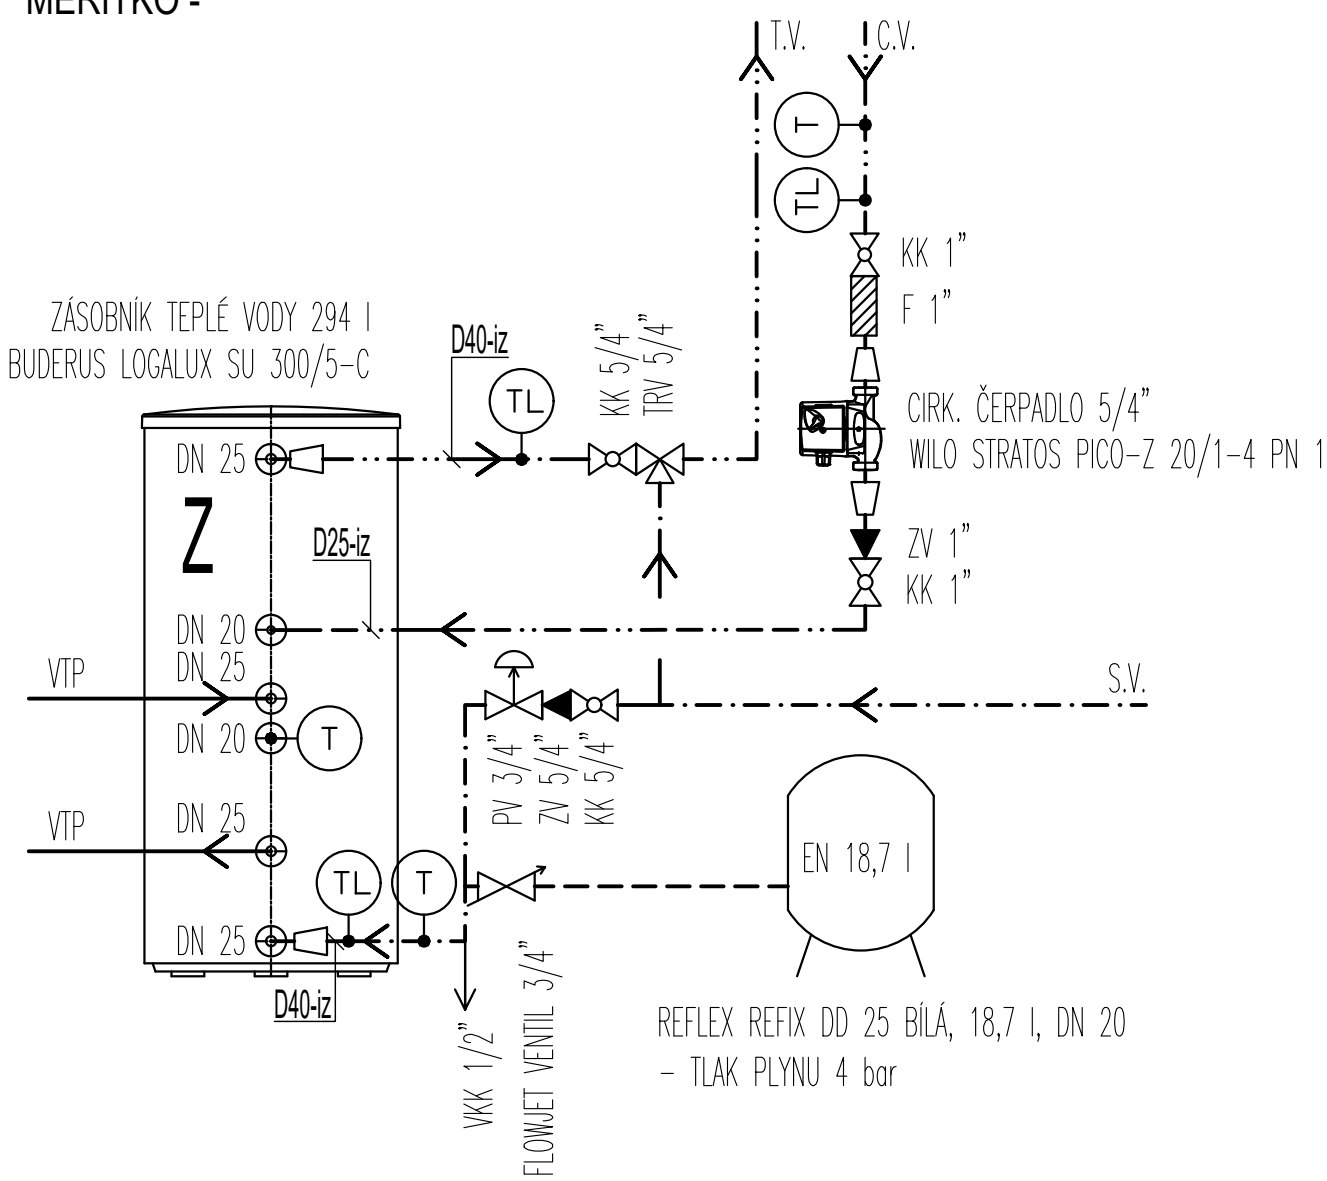 MĚŘÍTKO -
T.V.
C.V.
T
TL
KK 1"
F 1"
ZÁSOBNÍK TEPLÉ VODY 294 l
BUDERUS LOGALUX SU 300/5-C
D40-iz
TL
KK 5/4"
TRV 5/4"
CIRK. ČERPADLO 5/4"
WILO STRATOS PICO-Z 20/1-4 PN 1
DN 25
Z
D25-iz
ZV 1"
KK 1"
DN 20
DN 25
VTP
S.V.
DN 20
T
PV 3/4"
ZV 5/4"
KK 5/4"
VTP
DN 25
TL
T
EN 18,7 l
DN 25
D40-iz
VKK 1/2"
FLOWJET VENTIL 3/4"
REFLEX REFIX DD 25 BÍLÁ, 18,7 l, DN 20
- TLAK PLYNU 4 bar